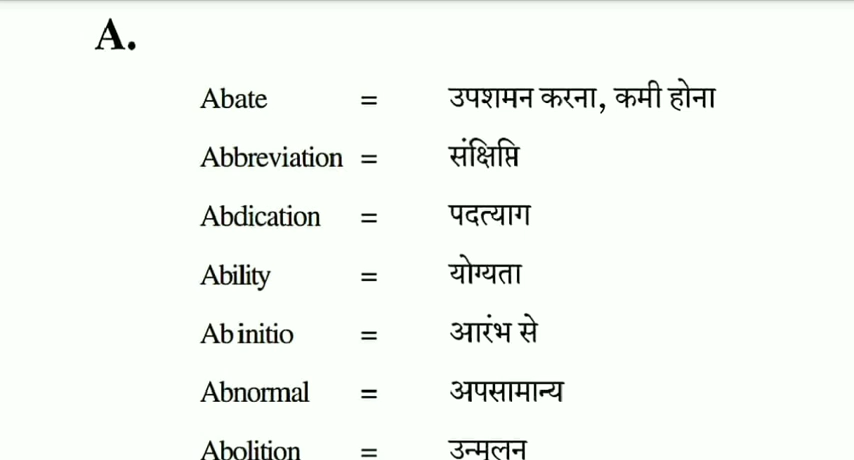 A.
Abate = उपशमन करना, कमी होना
Abbreviation = संक्षिप्ति
Abdication = पदत्याग
Ability = योग्यता
Ab initio = आरंभ से
Abnormal = अपसामान्य
Abolition = उन्मूलन